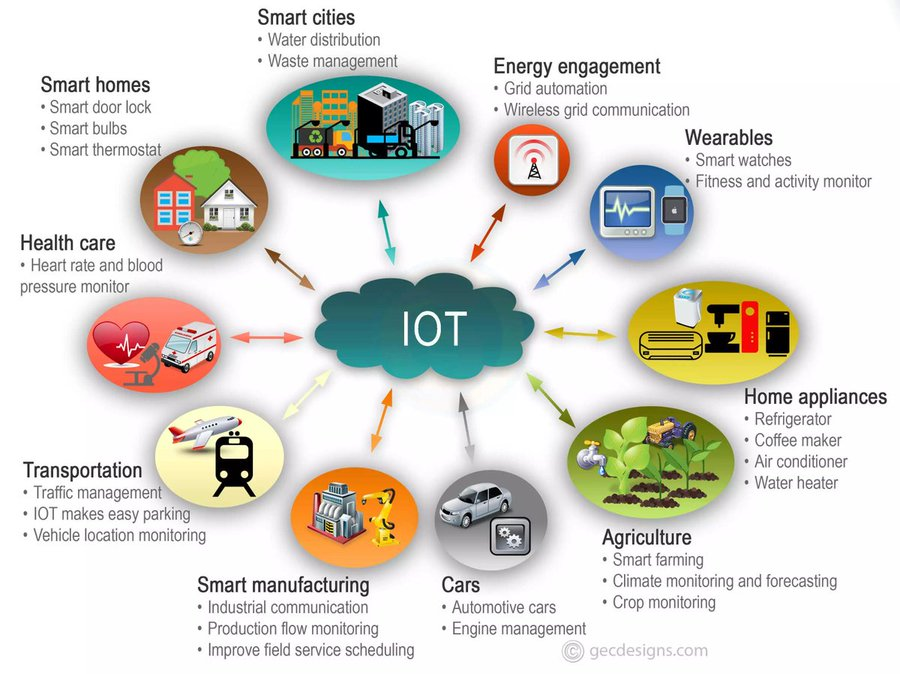 Smart cities
• Water distribution
• Waste management
Energy engagement
• Grid automation
• Wireless grid communication
Smart homes
• Smart door lock
• Smart bulbs
• Smart thermostat
Wearables
• Smart watches
• Fitness and activity monitor
Health care
• Heart rate and blood
pressure monitor
IOT
Home appliances
• Refrigerator
• Coffee maker
• Air conditioner
• Water heater
Transportation
• Traffic management
• IOT makes easy parking
• Vehicle location monitoring
Agriculture
• Smart farming
• Climate monitoring and forecasting
• Crop monitoring
Smart manufacturing
• Industrial communication
• Production flow monitoring
• Improve field service scheduling
Cars
• Automotive cars
• Engine management
© gecdesigns.com